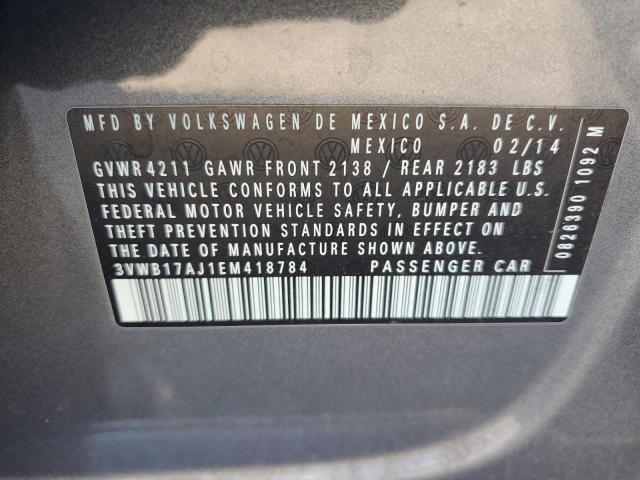 MFD BY VOLKSWAGEN DE MEXICO S.A. DE C.V.
MEXICO 02/14
GVWR 4211 GAWR FRONT 2138 / REAR 2183 LBS
THIS VEHICLE CONFORMS TO ALL APPLICABLE U.S.
FEDERAL MOTOR VEHICLE SAFETY, BUMPER AND
THEFT PREVENTION STANDARDS IN EFFECT ON
THE DATE OF MANUFACTURE SHOWN ABOVE.
3VWB17AJ1EM418784 PASSENGER CAR
0826390 1092 M